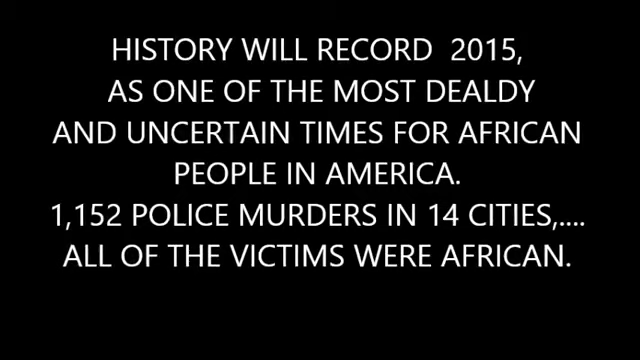 HISTORY WILL RECORD  2015,
AS ONE OF THE MOST DEALDY
AND UNCERTAIN TIMES FOR AFRICAN
PEOPLE IN AMERICA.
1,152 POLICE MURDERS IN 14 CITIES,....
ALL OF THE VICTIMS WERE AFRICAN.